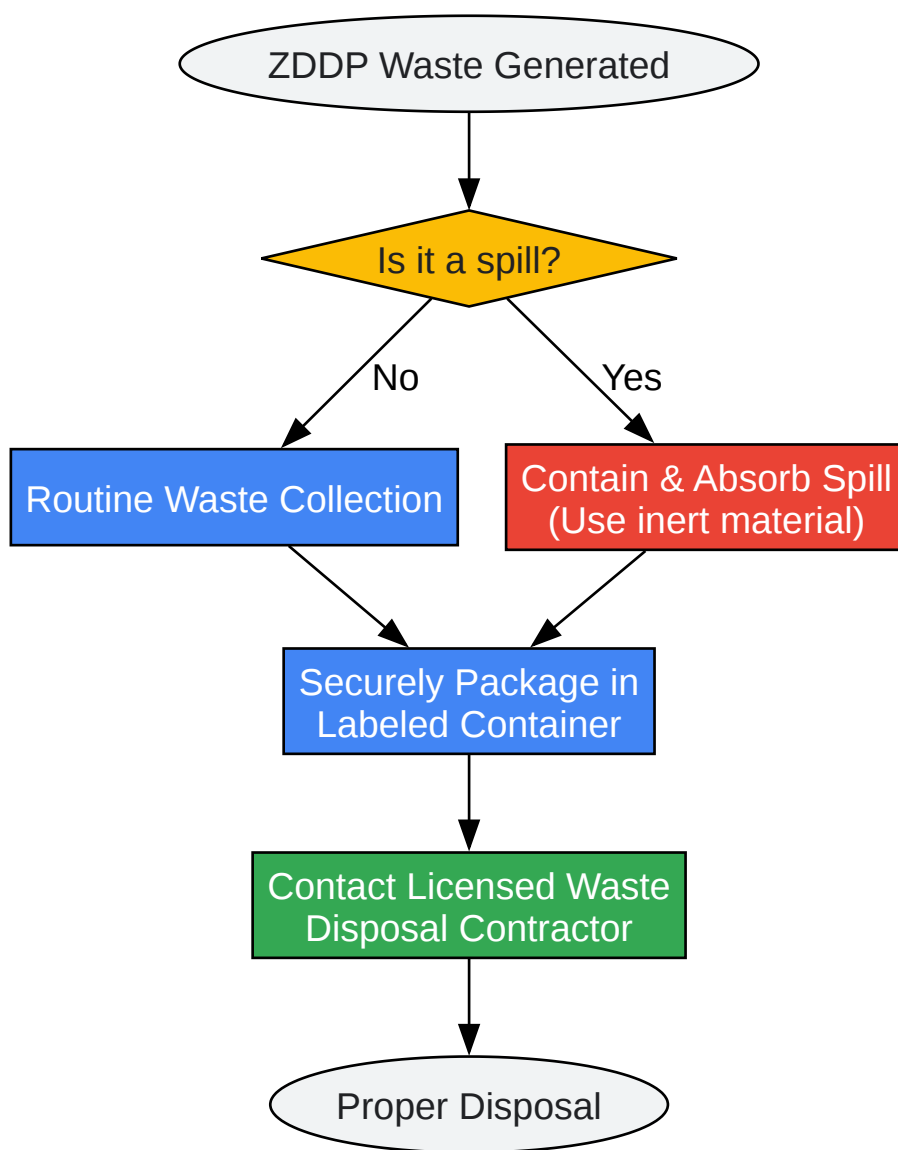 ZDDP Waste Generated
Is it a spill?
No
Yes
Routine Waste Collection
Contain & Absorb Spill
(Use inert material)
Securely Package in
Labeled Container
Contact Licensed Waste
Disposal Contractor
Proper Disposal